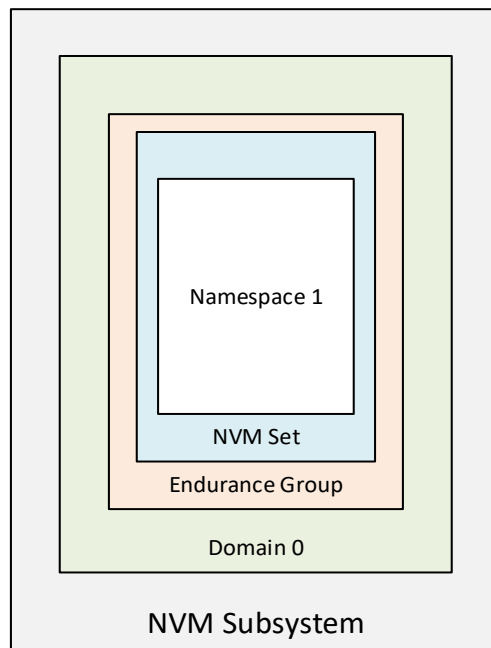 Namespace 1
NVM Set
Endurance Group
Domain 0
NVM Subsystem